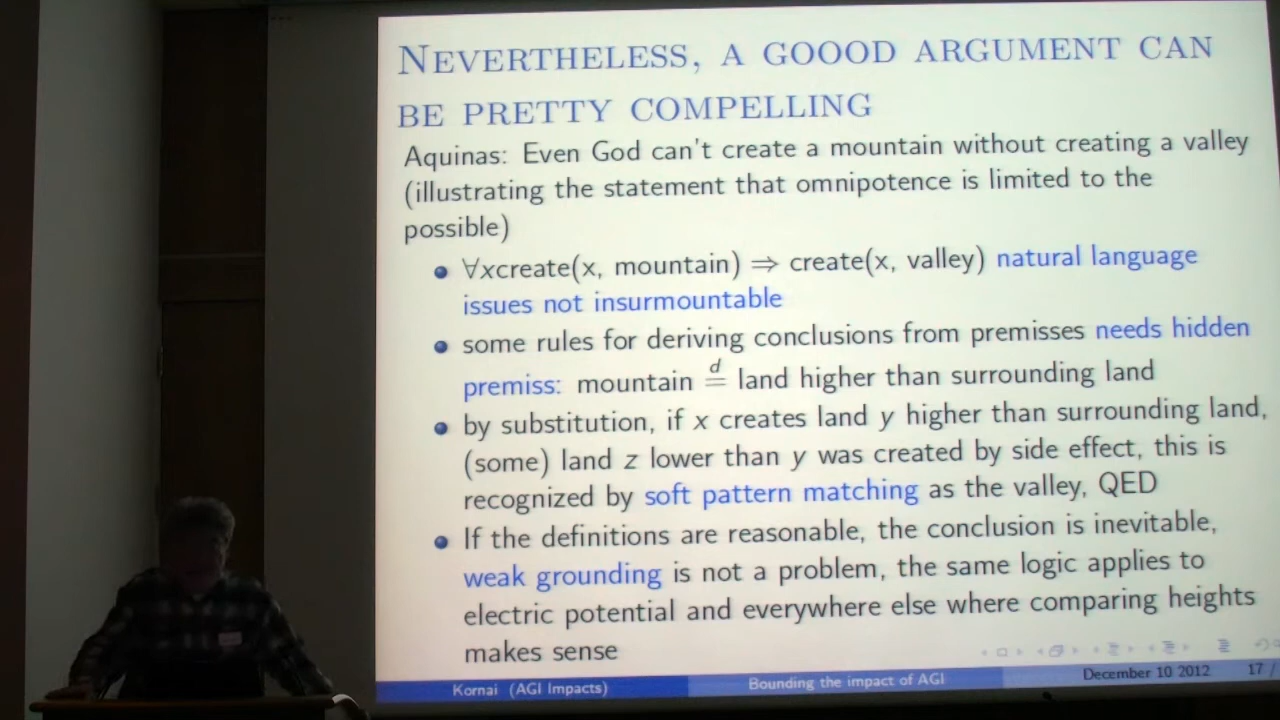 NEVERTHELESS, A GOOOD ARGUMENT CAN
BE PRETTY COMPELLING
Aquinas: Even God can't create a mountain without creating a valley
(illustrating the statement that omnipotence is limited to the
possible)
∀xcreate(x, mountain) ⇒ create(x, valley) natural language
issues not insurmountable
some rules for deriving conclusions from premisses needs hidden
premiss: mountain =ᵈ land higher than surrounding land
by substitution, if x creates land y higher than surrounding land,
(some) land z lower than y was created by side effect, this is
recognized by soft pattern matching as the valley, QED
If the definitions are reasonable, the conclusion is inevitable,
weak grounding is not a problem, the same logic applies to
electric potential and everywhere else where comparing heights
makes sense
Kornai (AGI Impacts) Bounding the impact of AGI December 10 2012 17 /